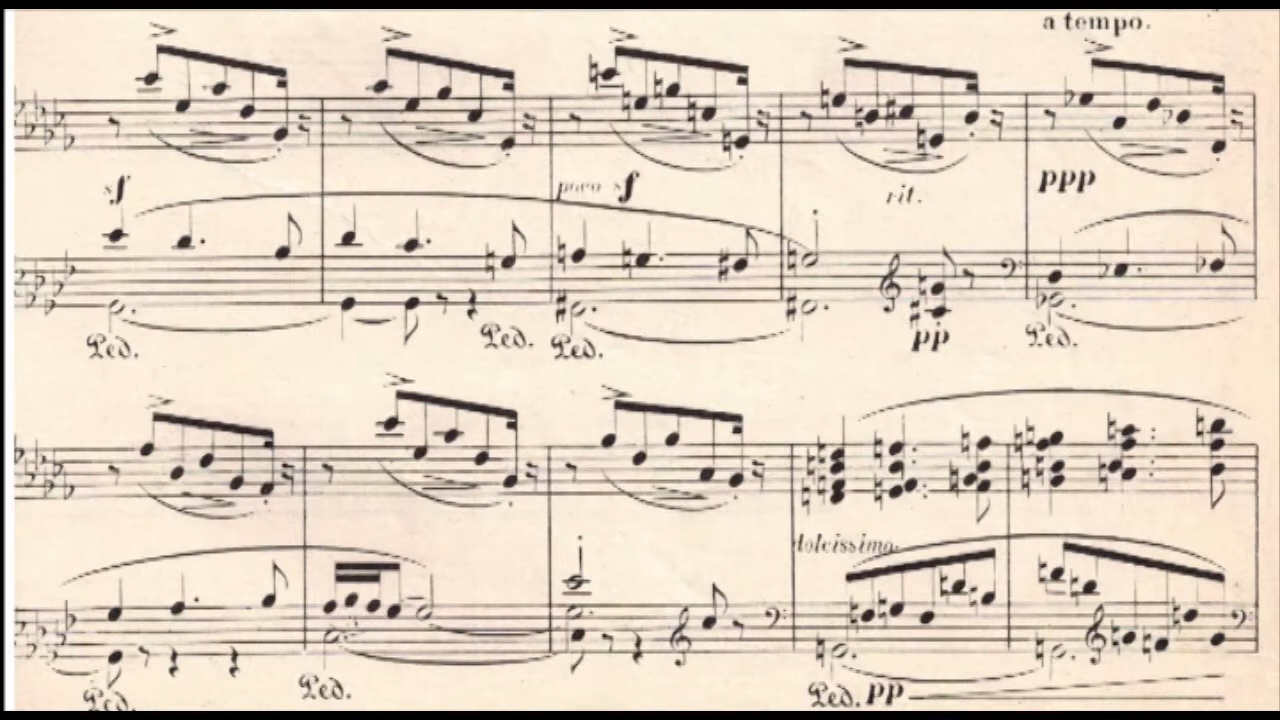 a tempo.
sf
poco sf
rit.
ppp
Ped.
Ped.
Ped.
pp
Ped.
dolcissimo.
Ped.
Ped.
Ped. pp